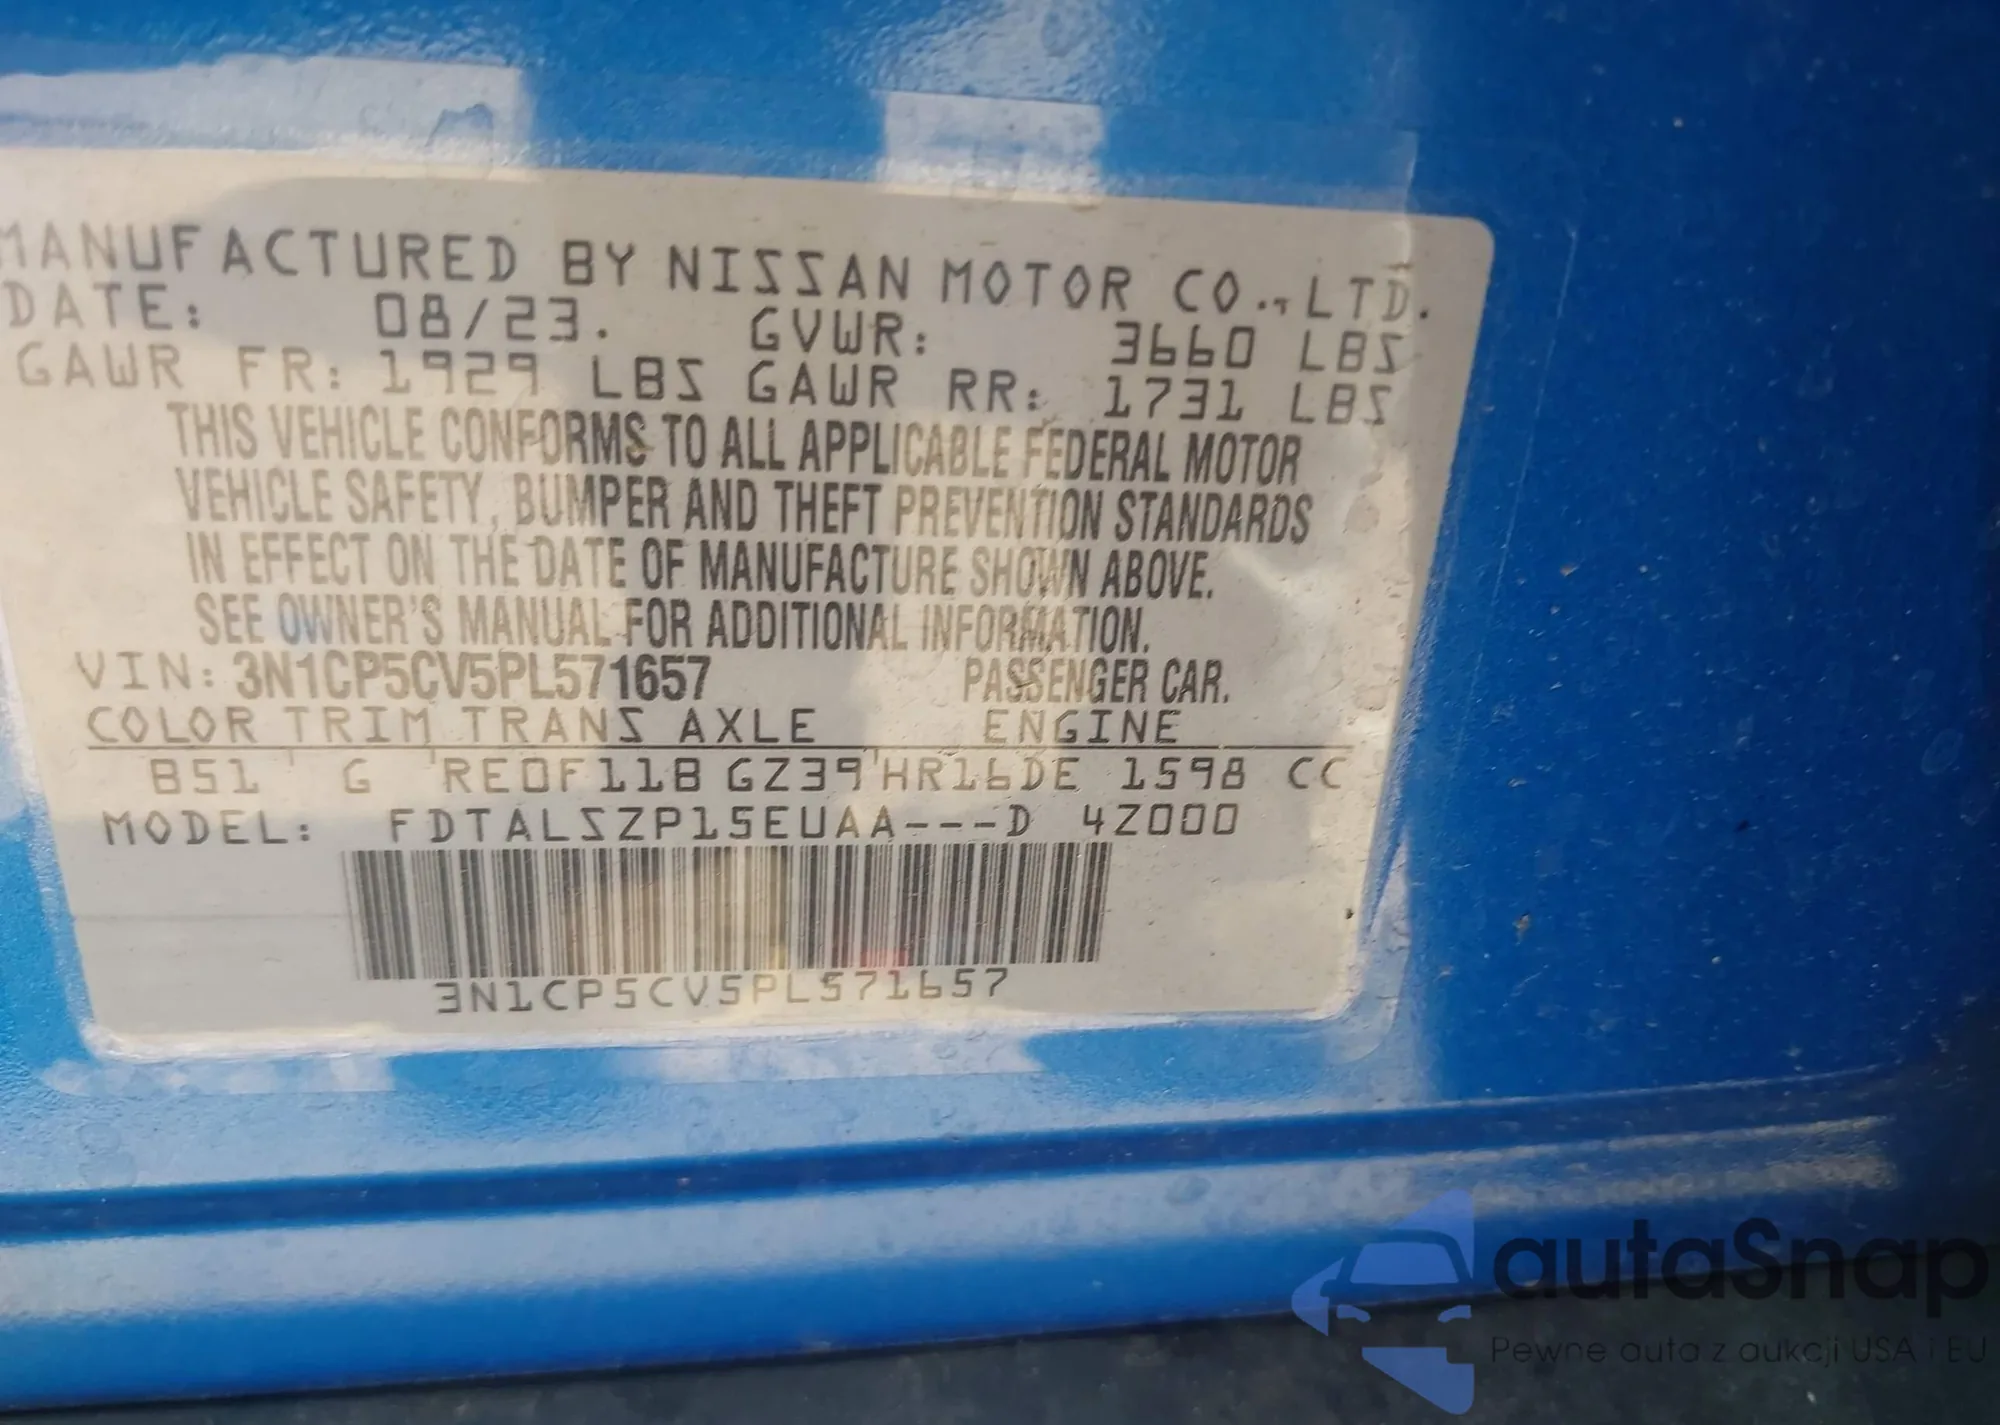 MANUFACTURED BY NISSAN MOTOR CO., LTD.
DATE: 08/23. GVWR: 3660 LBS
GAWR FR: 1929 LBS GAWR RR: 1731 LBS
THIS VEHICLE CONFORMS TO ALL APPLICABLE FEDERAL MOTOR
VEHICLE SAFETY, BUMPER AND THEFT PREVENTION STANDARDS
IN EFFECT ON THE DATE OF MANUFACTURE SHOWN ABOVE.
SEE OWNER'S MANUAL FOR ADDITIONAL INFORMATION.
VIN: 3N1CP5CV5PL571657 PASSENGER CAR.
COLOR TRIM TRANS AXLE ENGINE
B51 G RE0F11B GZ39 HR16DE 1598 CC
MODEL: FDTALSZP15EUAA---D 4Z000
3N1CP5CV5PL571657
autaSnap
Pewne auta z aukcji USA i EU